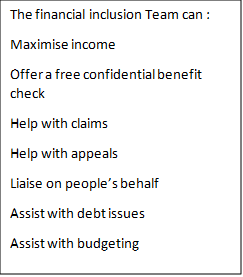 The financial inclusion Team can :
Maximise income
Offer a free confidential benefit
check
Help with claims
Help with appeals
Liaise on people's behalf
Assist with debt issues
Assist with budgeting